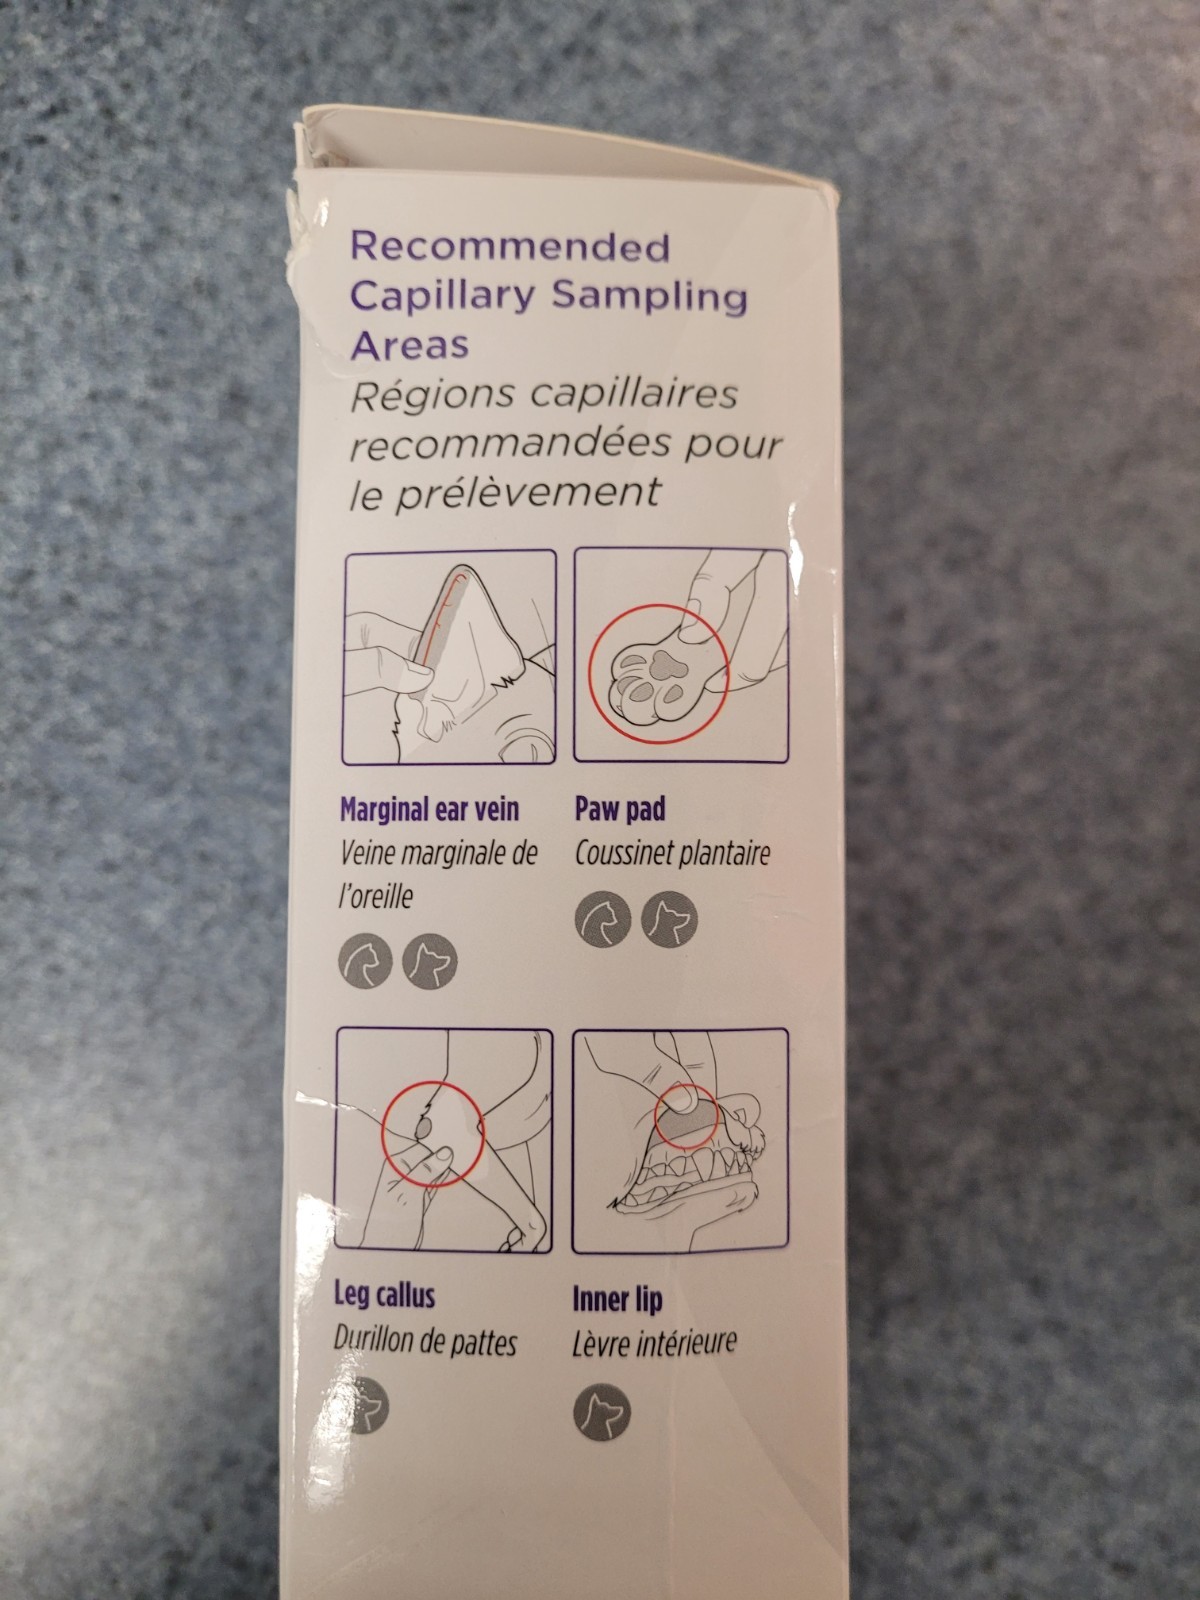 Recommended
Capillary Sampling
Areas
Régions capillaires
recommandées pour
le prélèvement
Marginal ear vein
Veine marginale de
l'oreille
Paw pad
Coussinet plantaire
Leg callus
Durillon de pattes
Inner lip
Lèvre intérieure